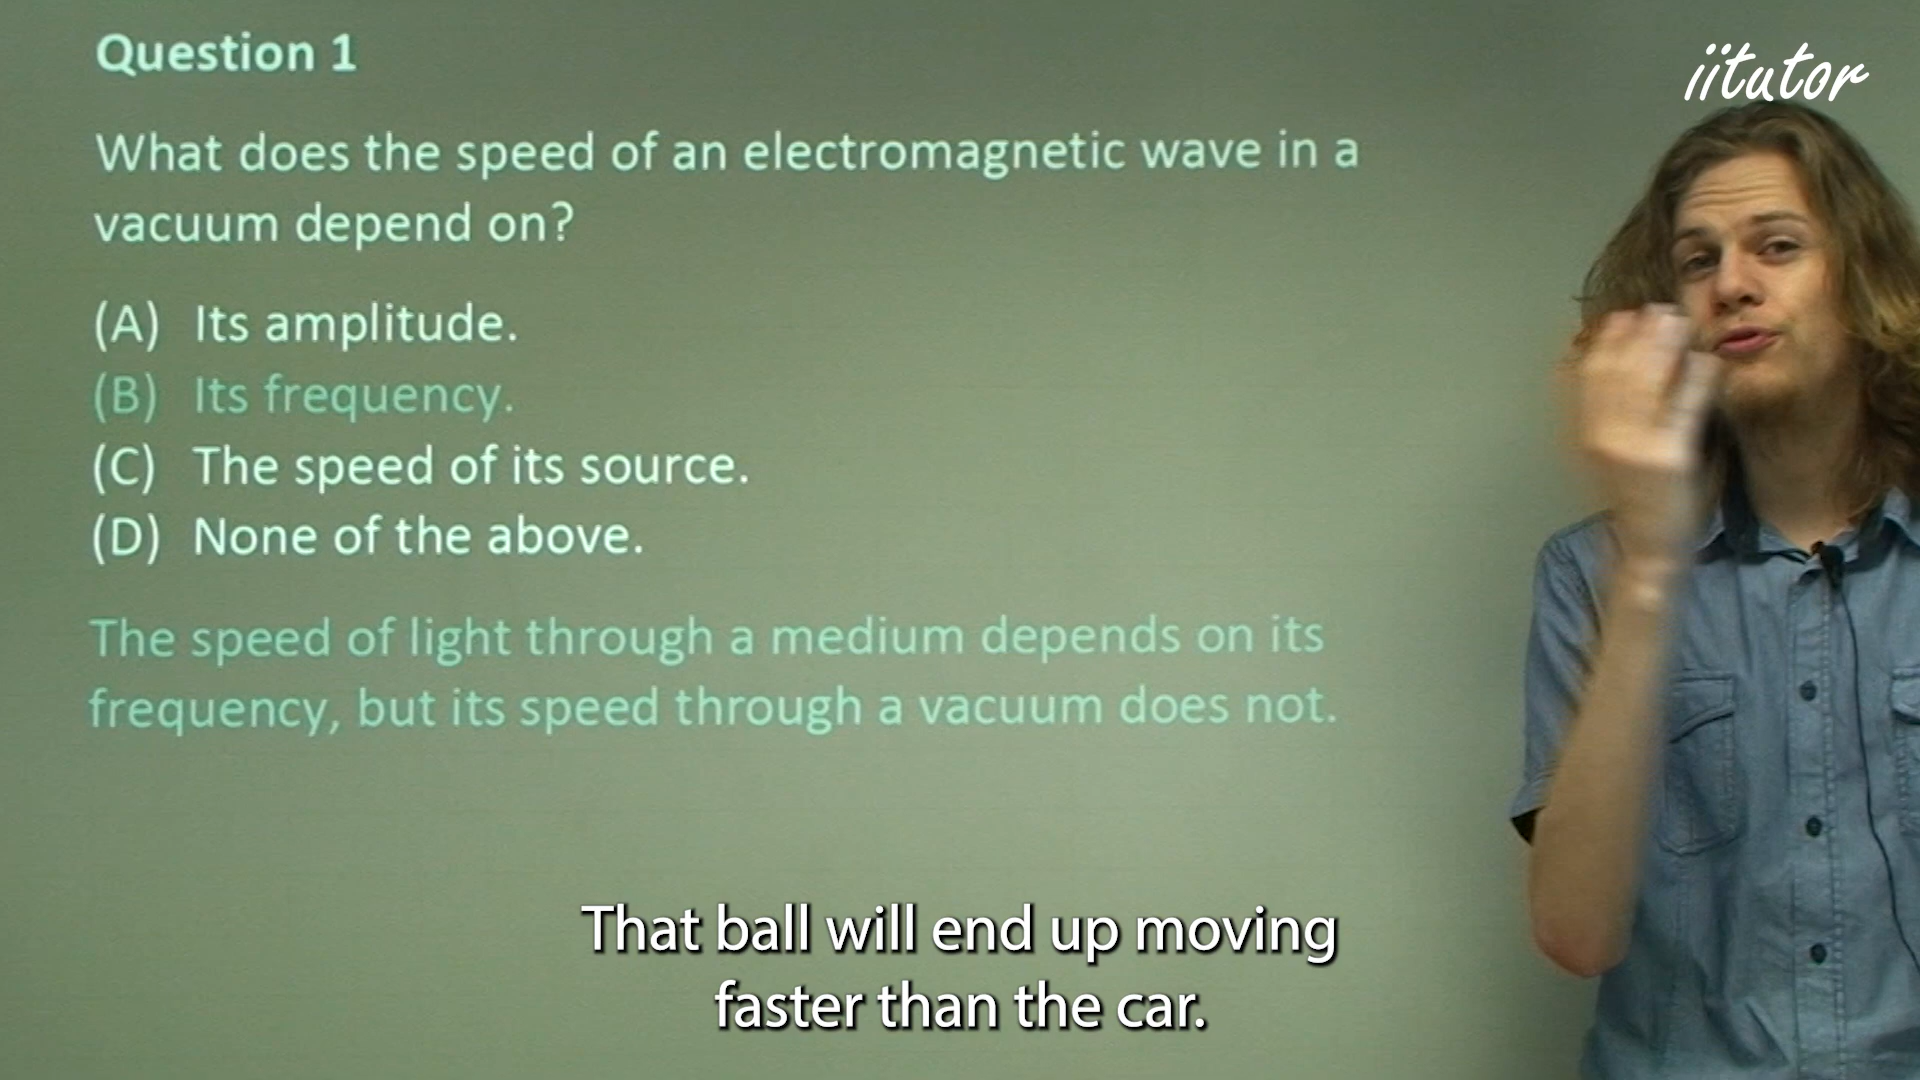 Question 1
iitutor
What does the speed of an electromagnetic wave in a
vacuum depend on?
(A) Its amplitude.
(B) Its frequency.
(C) The speed of its source.
(D) None of the above.
The speed of light through a medium depends on its
frequency, but its speed through a vacuum does not.
That ball will end up moving
faster than the car.